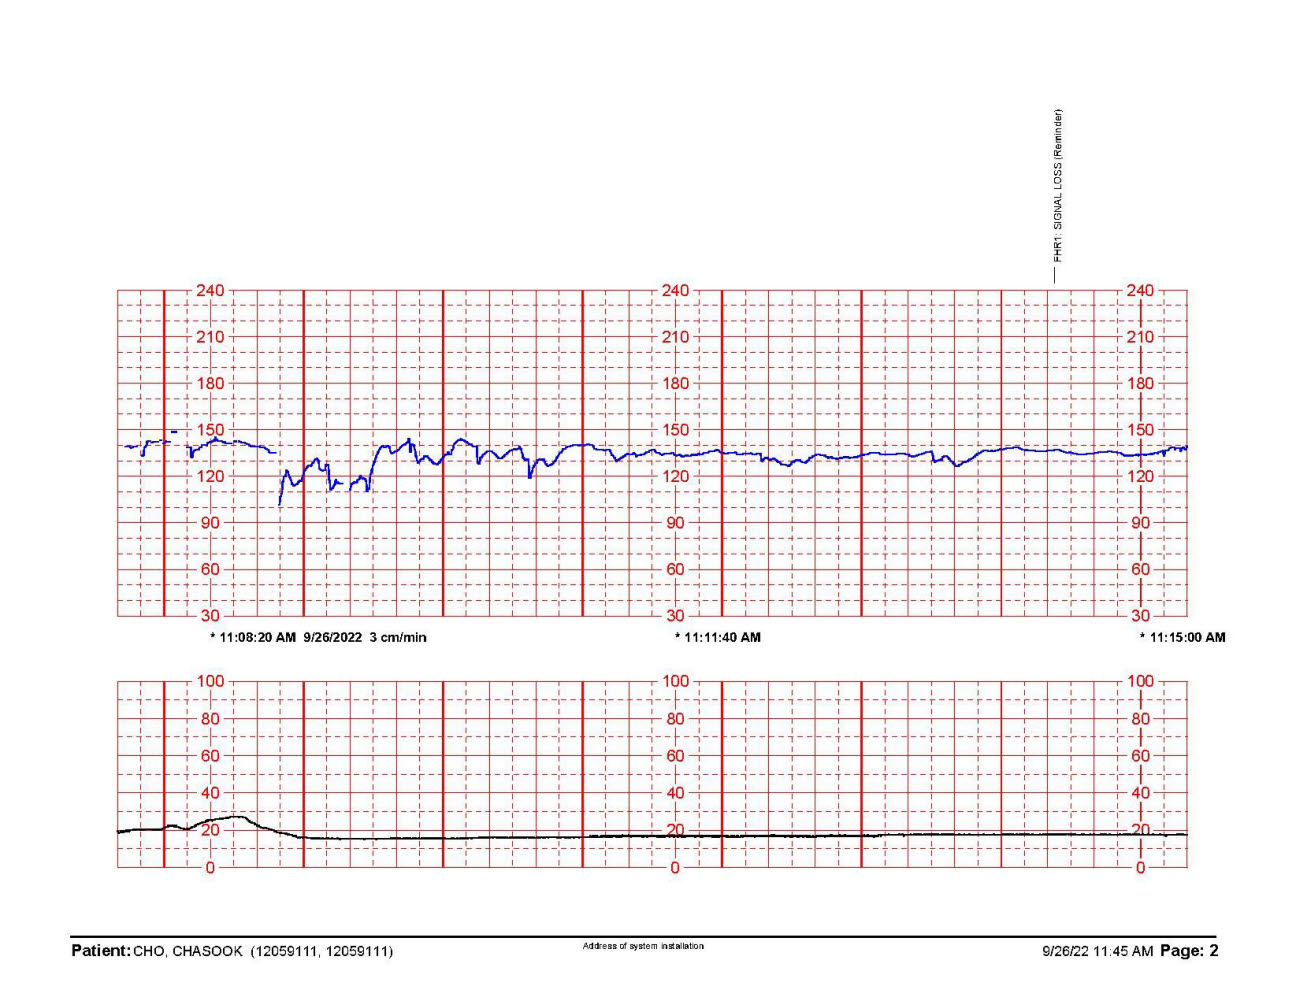 FHR1: SIGNAL LOSS (Reminder)
240 240 240
210 210 210
180 180 180
150 150 150
120 120 120
90 90 90
60 60 60
30 30 30
* 11:08:20 AM 9/26/2022 3 cm/min * 11:11:40 AM * 11:15:00 AM
100 100 100
80 80 80
60 60 60
40 40 40
20 20 20
0 0 0
Patient: CHO, CHASOOK (12059111, 12059111) Address of system installation 9/26/22 11:45 AM Page: 2